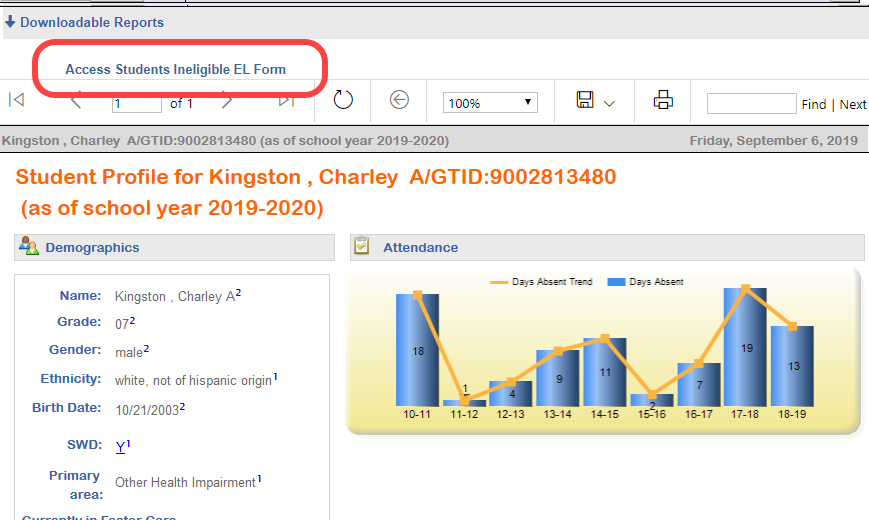 Downloadable Reports
Access Students Ineligible EL Form
1 of 1 100% Find | Next
Kingston , Charley A/GTID:9002813480 (as of school year 2019-2020) Friday, September 6, 2019
Student Profile for Kingston , Charley A/GTID:9002813480
(as of school year 2019-2020)
Demographics
Name: Kingston , Charley A2
Grade: 072
Gender: male2
Ethnicity: white, not of hispanic origin1
Birth Date: 10/21/20032
SWD: Y1
Primary
area: Other Health Impairment1
Currently in Foster Care
Attendance
Days Absent Trend Days Absent
18 1 4 9 11 2 7 19 13
10-11 11-12 12-13 13-14 14-15 15-16 16-17 17-18 18-19